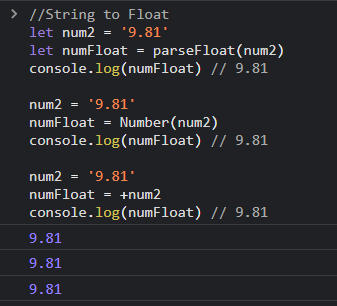 > //String to Float
let num2 = '9.81'
let numFloat = parseFloat(num2)
console.log(numFloat) // 9.81

num2 = '9.81'
numFloat = Number(num2)
console.log(numFloat) // 9.81

num2 = '9.81'
numFloat = +num2
console.log(numFloat) // 9.81
9.81
9.81
9.81